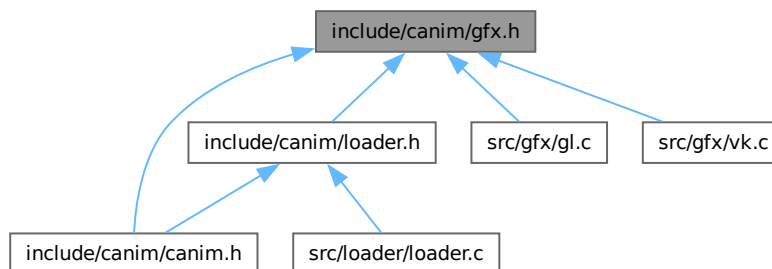 include/canim/gfx.h
include/canim/loader.h
src/gfx/gl.c
src/gfx/vk.c
include/canim/canim.h
src/loader/loader.c